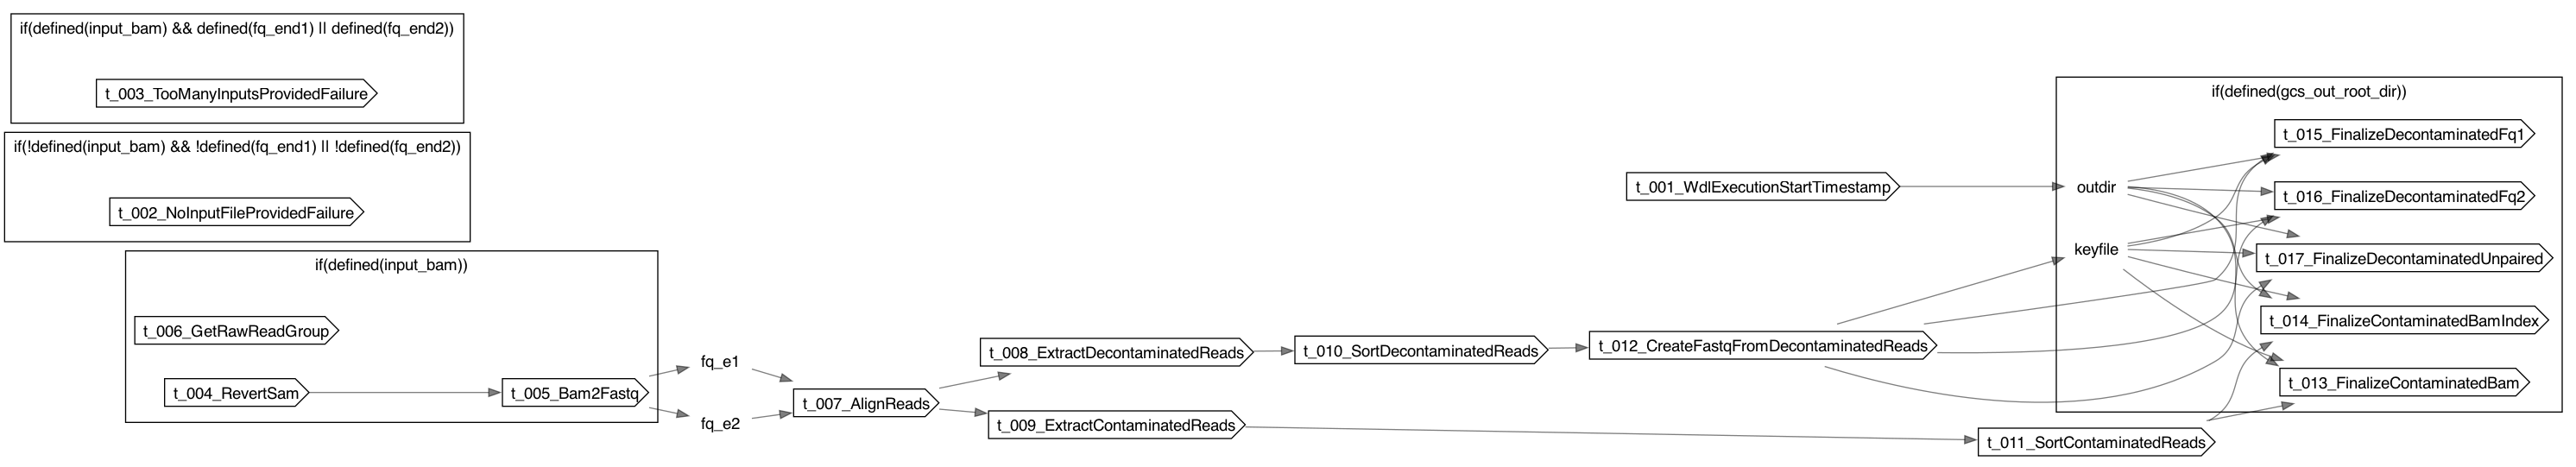 if(defined(input_bam) && defined(fq_end1) || defined(fq_end2))
t_003_TooManyInputsProvidedFailure
if(!defined(input_bam) && !defined(fq_end1) || !defined(fq_end2))
t_002_NoInputFileProvidedFailure
if(defined(input_bam))
t_006_GetRawReadGroup
t_004_RevertSam
t_005_Bam2Fastq
fq_e1
fq_e2
t_007_AlignReads
t_008_ExtractDecontaminatedReads
t_009_ExtractContaminatedReads
t_010_SortDecontaminatedReads
t_012_CreateFastqFromDecontaminatedReads
t_001_WdlExecutionStartTimestamp
t_011_SortContaminatedReads
if(defined(gcs_out_root_dir))
outdir
keyfile
t_015_FinalizeDecontaminatedFq1
t_016_FinalizeDecontaminatedFq2
t_017_FinalizeDecontaminatedUnpaired
t_014_FinalizeContaminatedBamIndex
t_013_FinalizeContaminatedBam